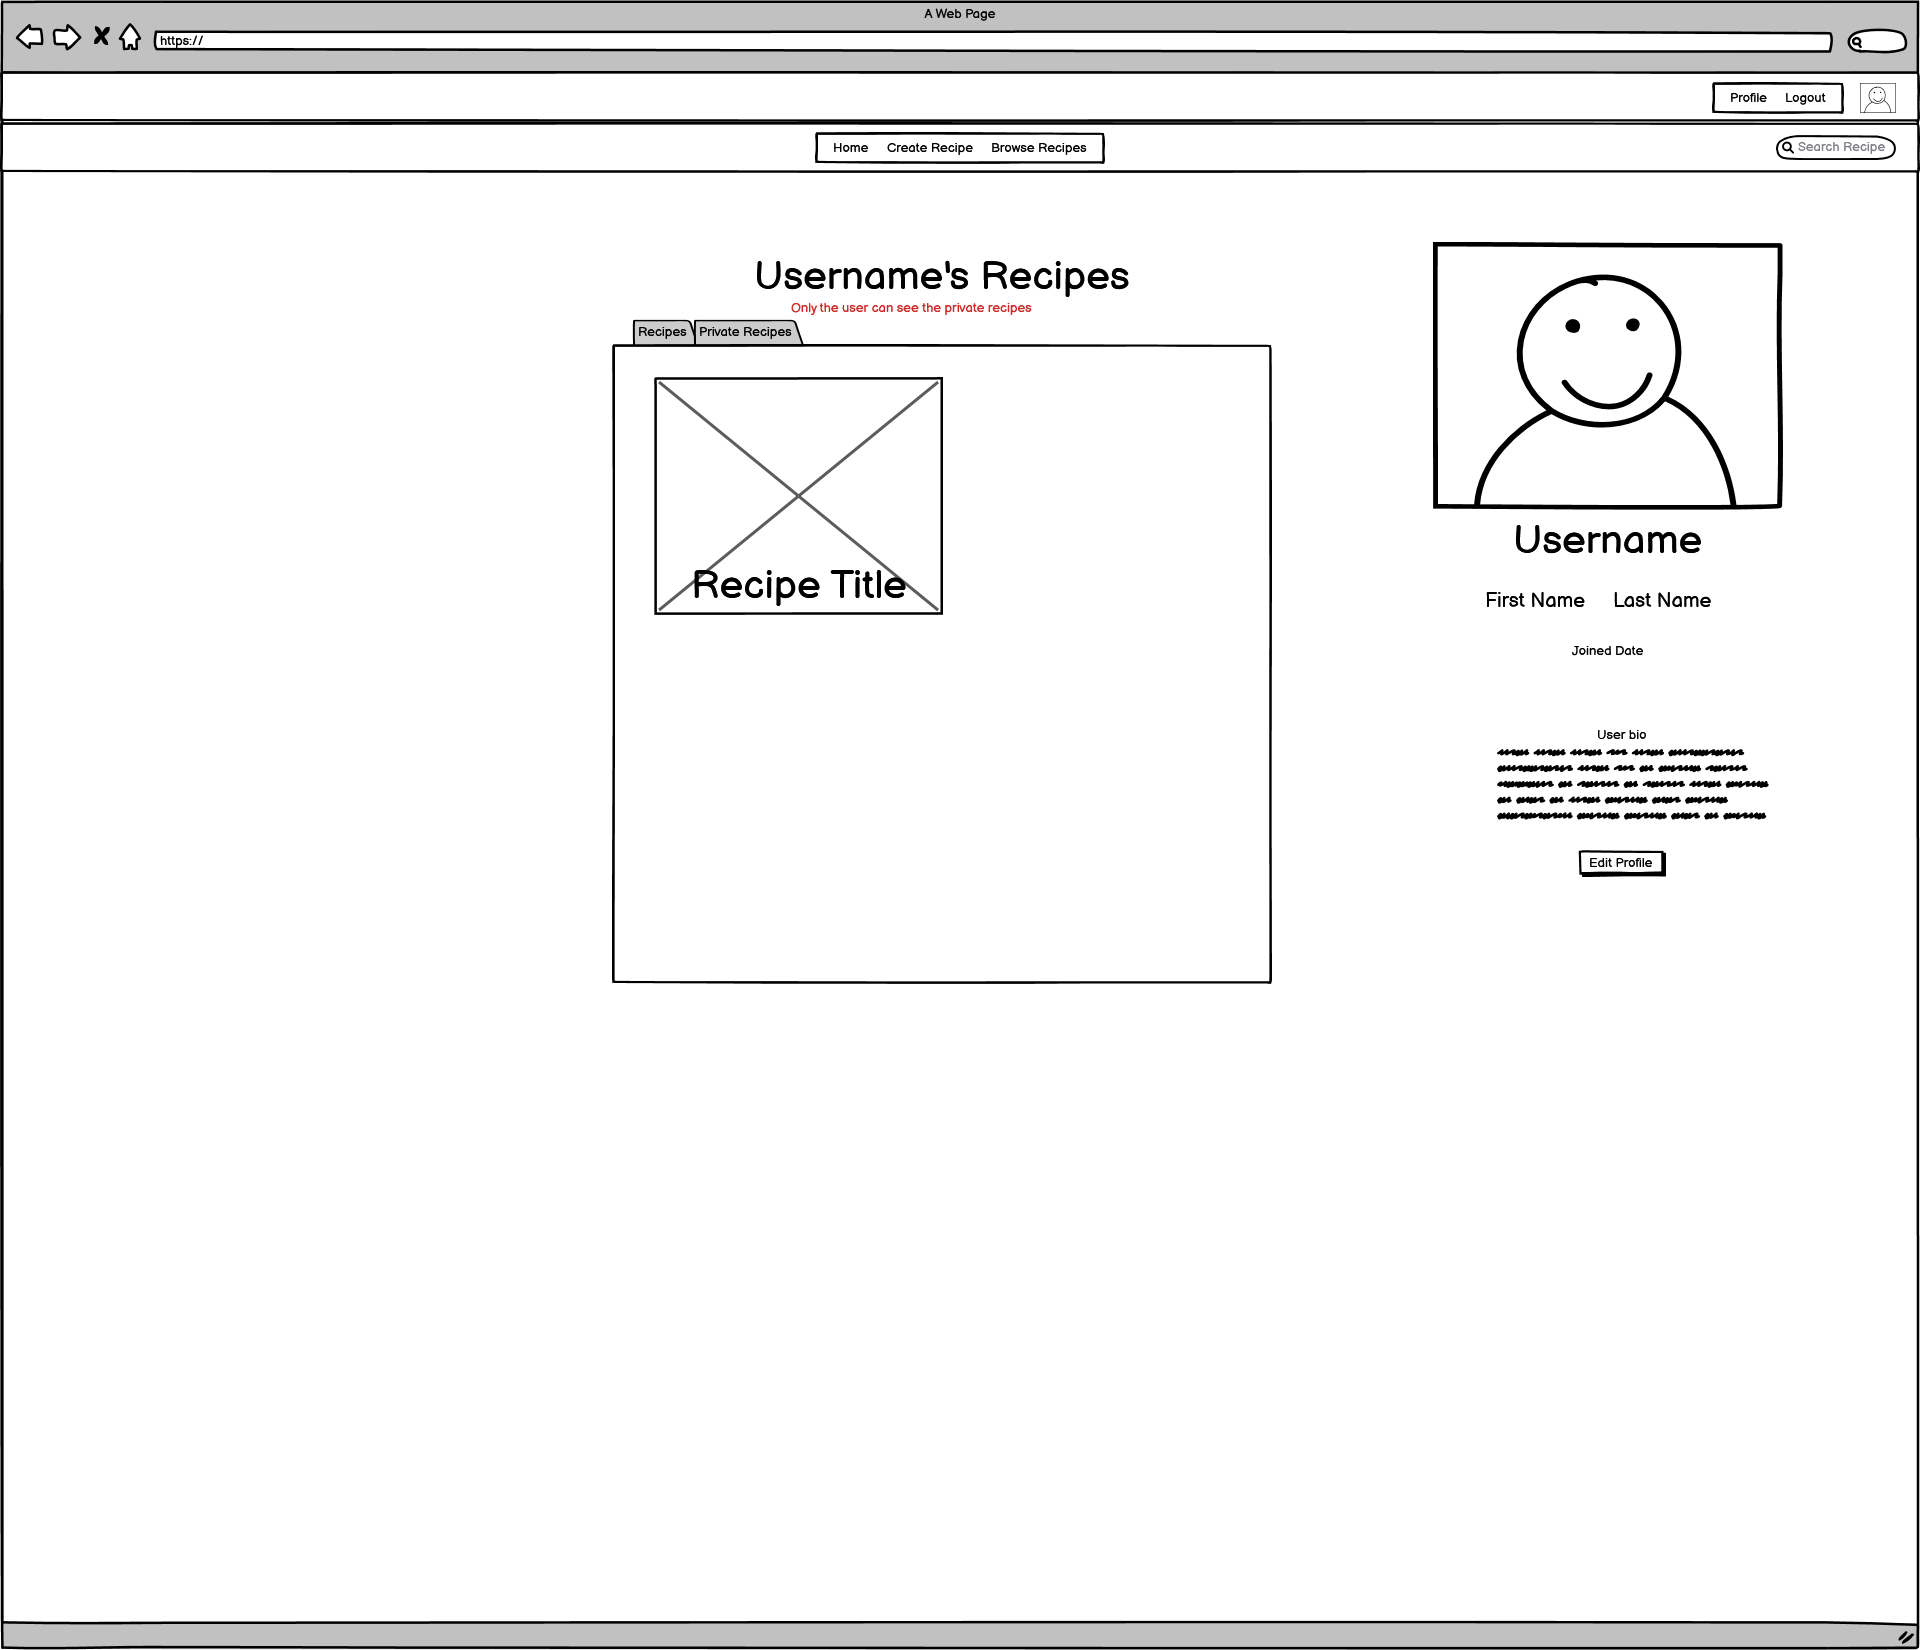 A Web Page
https://
Profile Logout
Home Create Recipe Browse Recipes
Search Recipe
Username's Recipes
Only the user can see the private recipes
Recipes Private Recipes
Recipe Title
Username
First Name Last Name
Joined Date
User bio
Edit Profile